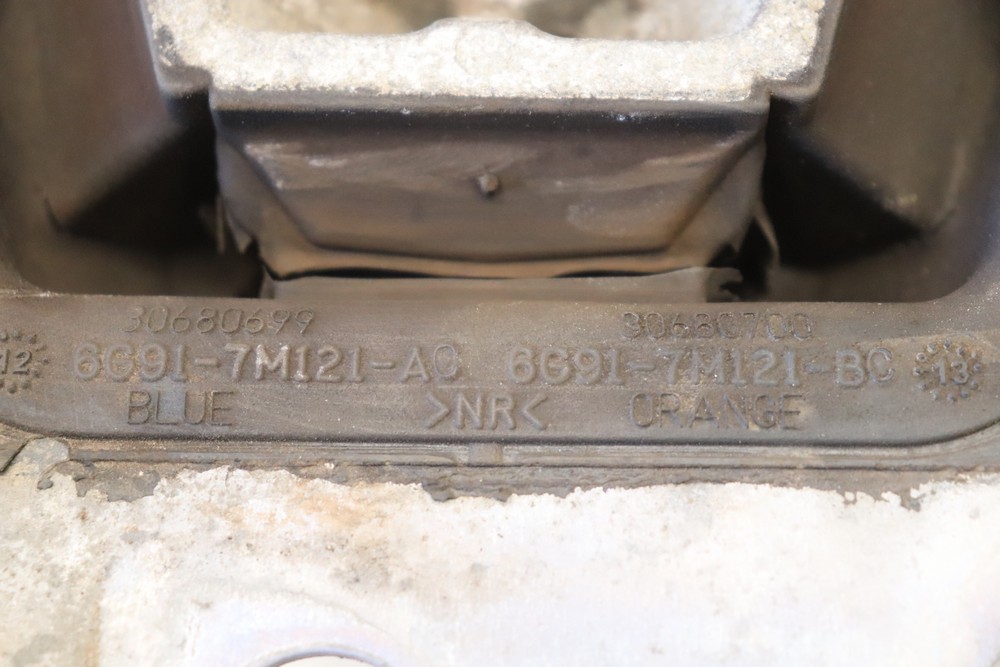 30680699 30680700
12 6G91-7M121-AC 6G91-7M121-BC 13
BLUE >NR< ORANGE